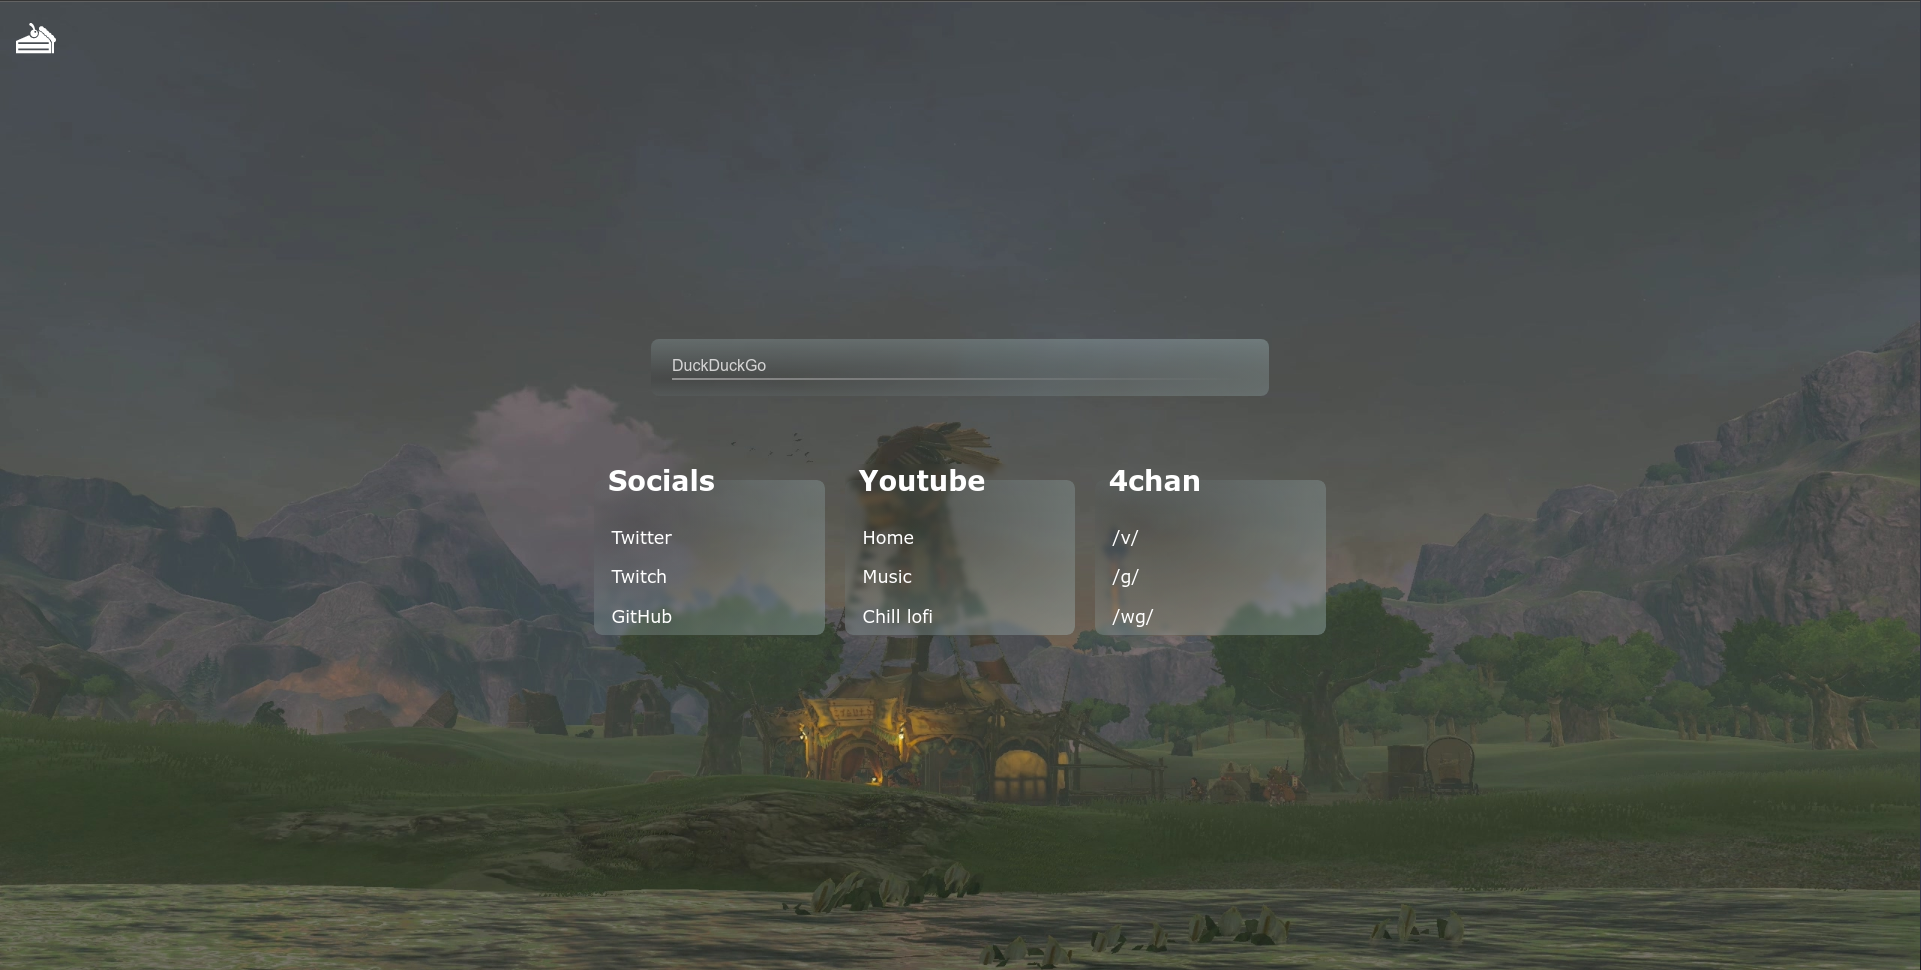 DuckDuckGo
Socials
Twitter
Twitch
GitHub
Youtube
Home
Music
Chill lofi
4chan
/v/
/g/
/wg/